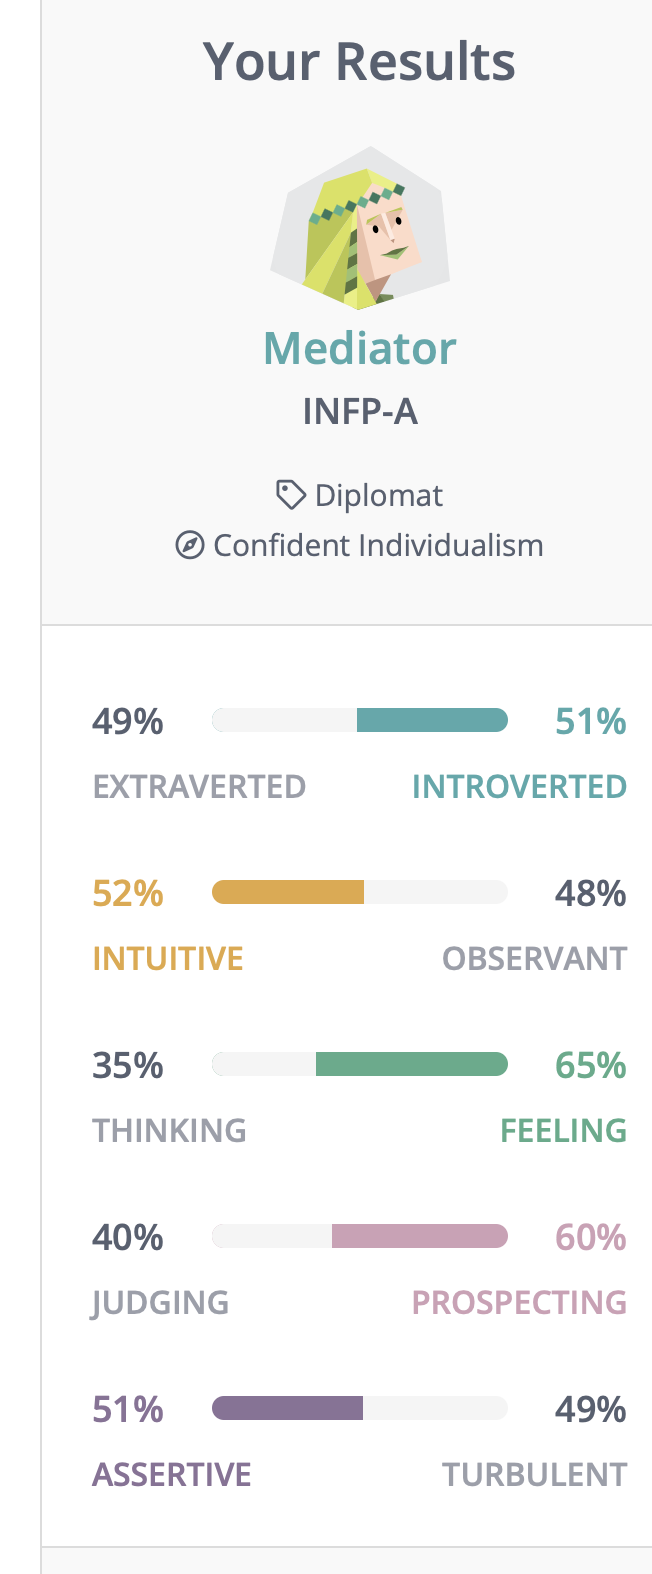 Your Results
Mediator
INFP-A
Diplomat
Confident Individualism
49% 51%
EXTRAVERTED INTROVERTED
52% 48%
INTUITIVE OBSERVANT
35% 65%
THINKING FEELING
40% 60%
JUDGING PROSPECTING
51% 49%
ASSERTIVE TURBULENT